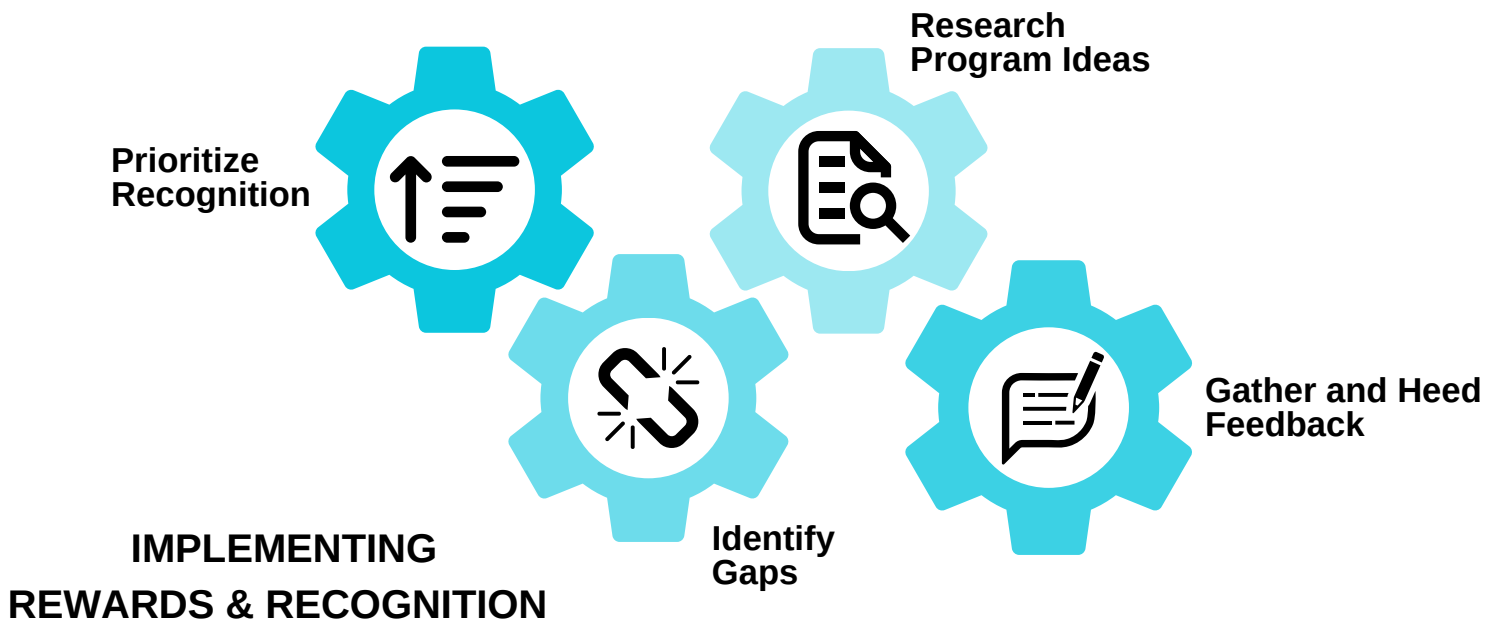 Research
Program Ideas
Prioritize
Recognition
Gather and Heed
Feedback
Identify
Gaps
IMPLEMENTING
REWARDS & RECOGNITION